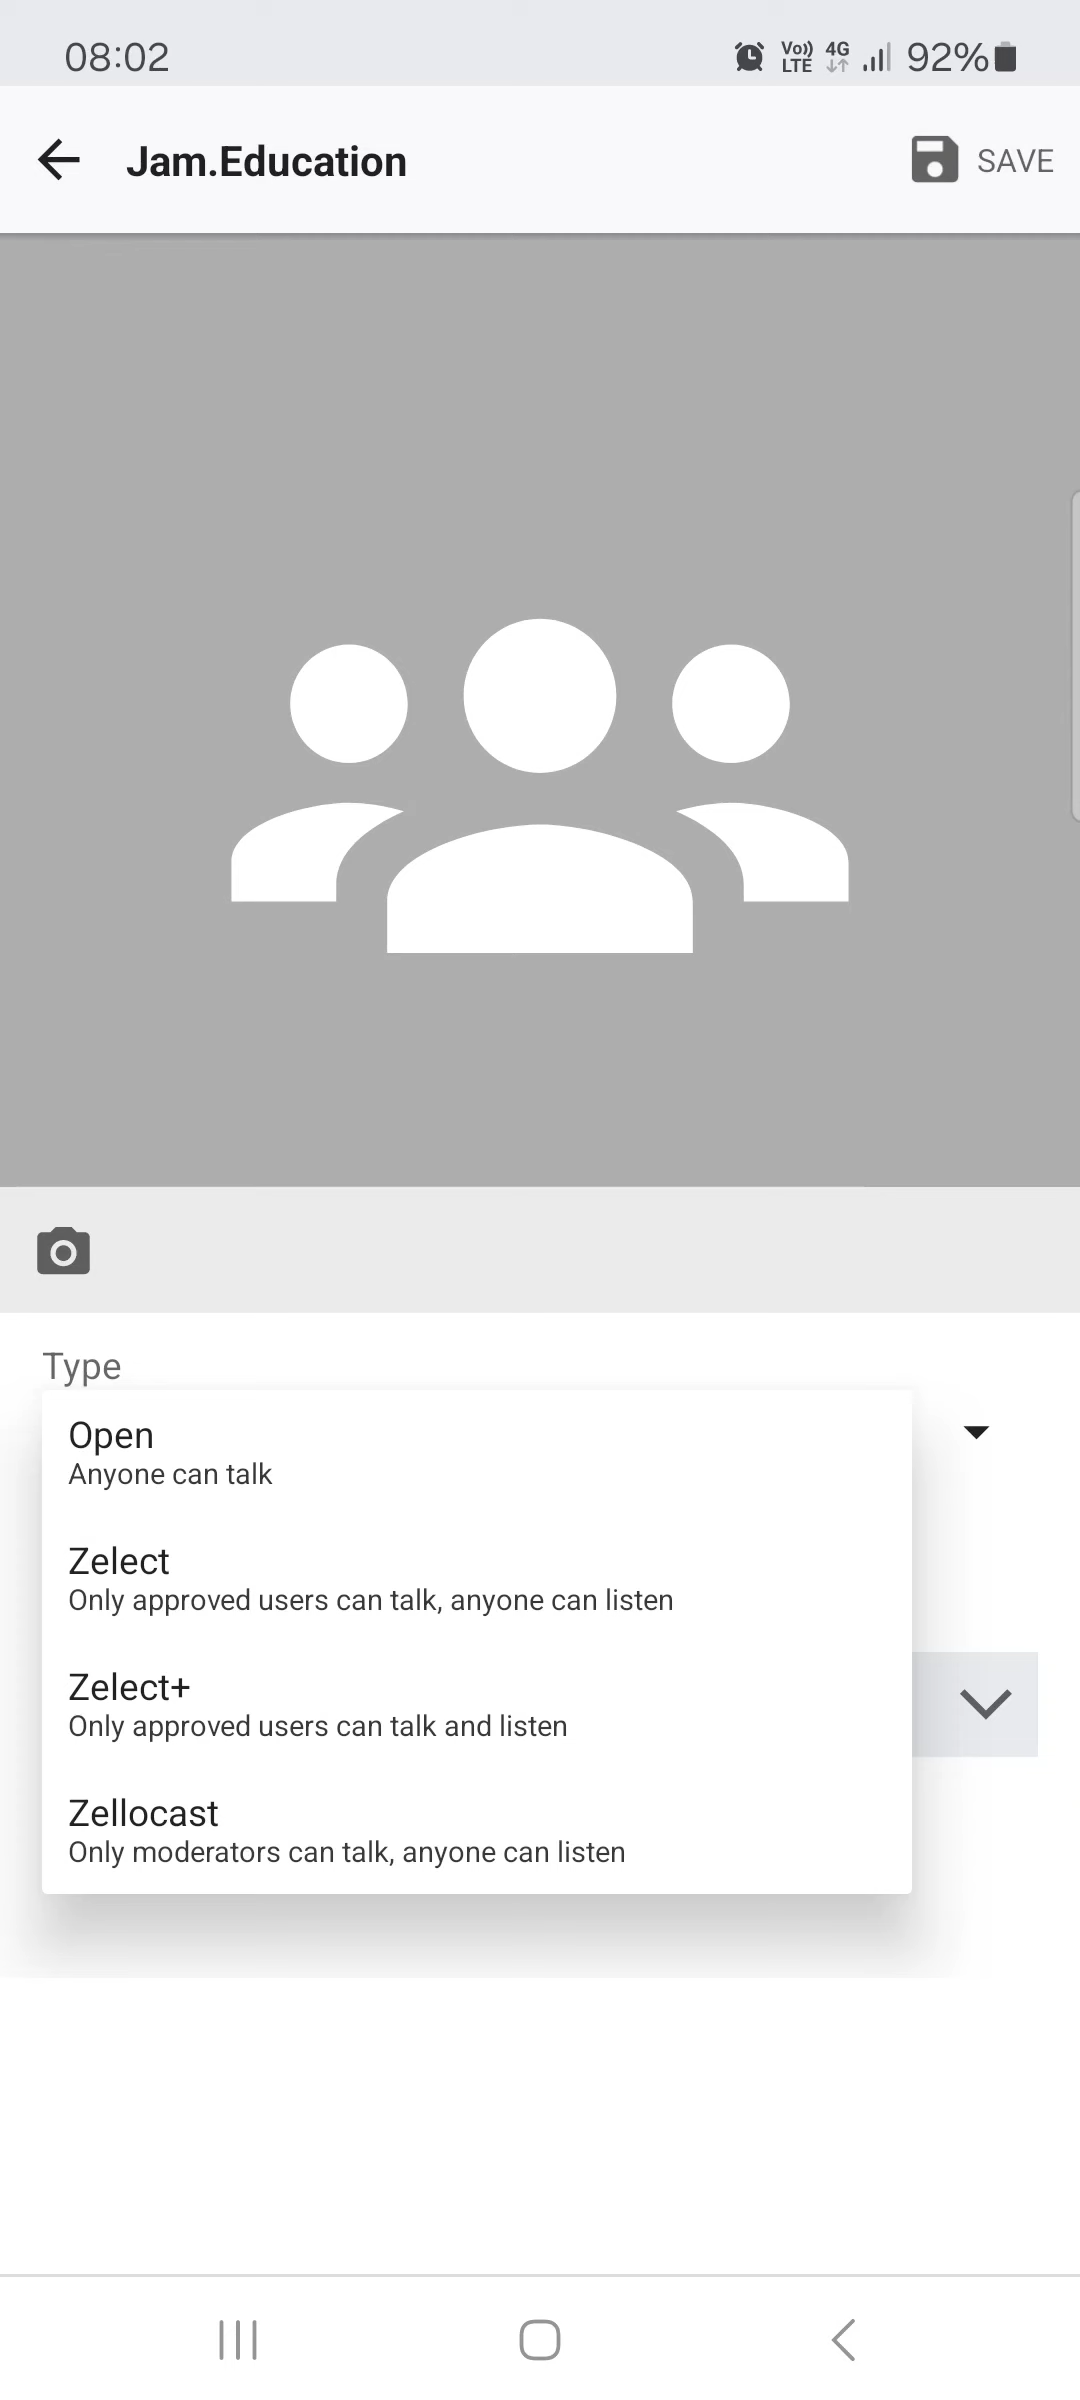 08:02
Vo)) LTE 4G 92%
Jam.Education
SAVE
Type
Open
Anyone can talk
Zelect
Only approved users can talk, anyone can listen
Zelect+
Only approved users can talk and listen
Zellocast
Only moderators can talk, anyone can listen